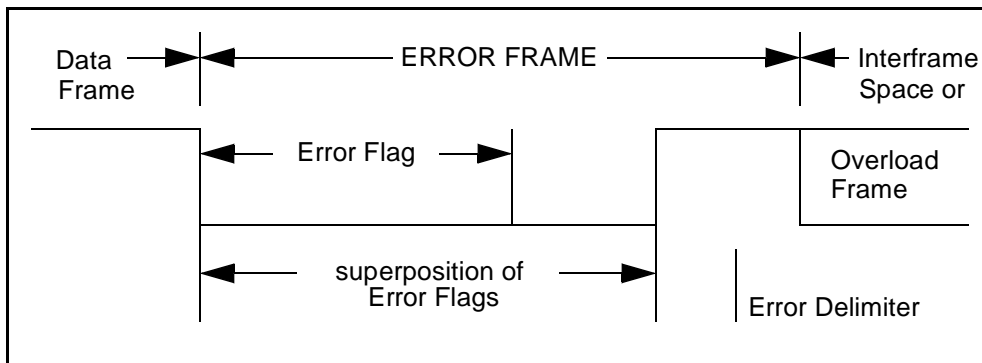 Data
Frame
ERROR FRAME
Interframe
Space or
Error Flag
Overload
Frame
superposition of
Error Flags
Error Delimiter